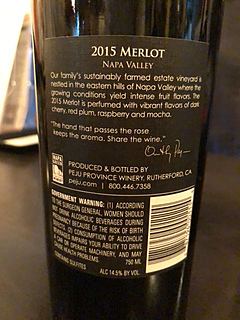 2015 MERLOT
NAPA VALLEY
Our family's sustainably farmed estate vineyard is
nestled in the eastern hills of Napa Valley where the
growing conditions yield intense fruit flavors. The
2015 Merlot is perfumed with vibrant flavors of dark
cherry, red plum, raspberry and mocha.
"The hand that passes the rose
keeps the aroma. Share the wine."
NAPA
GREEN
PRODUCED & BOTTLED BY
PEJU PROVINCE WINERY, RUTHERFORD, CA
peju.com | 800.446.7358
GOVERNMENT WARNING: (1) ACCORDING
TO THE SURGEON GENERAL, WOMEN SHOULD
NOT DRINK ALCOHOLIC BEVERAGES DURING
PREGNANCY BECAUSE OF THE RISK OF BIRTH
DEFECTS. (2) CONSUMPTION OF ALCOHOLIC
BEVERAGES IMPAIRS YOUR ABILITY TO DRIVE
A CAR OR OPERATE MACHINERY, AND MAY
CAUSE HEALTH PROBLEMS.
CONTAINS SULFITES
750 ML
ALC 14.5% BY VOL.